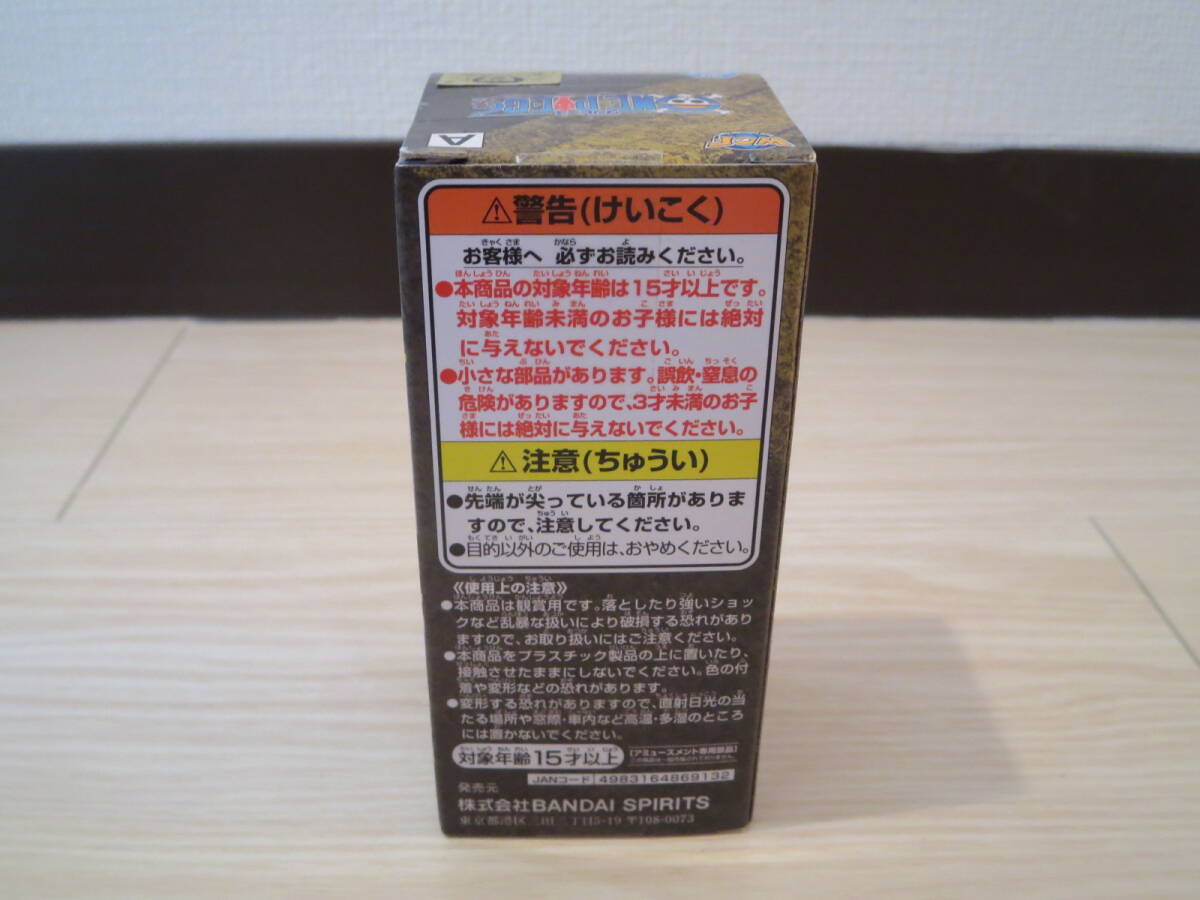 A
ONE PIECE
⚠警告(けいこく)
お客様へ 必ずお読みください。
●本商品の対象年齢は15才以上です。
対象年齢未満のお子様には絶対
に与えないでください。
●小さな部品があります。誤飲・窒息の
危険がありますので、3才未満のお子
様には絶対に与えないでください。
⚠注意(ちゅうい)
●先端が尖っている箇所がありま
すので、注意してください。
●目的以外のご使用は、おやめください。
《使用上の注意》
●本商品は観賞用です。落としたり強いショッ
クなど乱暴な扱いにより破損する恐れがあり
ますので、お取り扱いにはご注意ください。
●本商品をプラスチック製品の上に置いたり、
接触させたままにしないでください。色の付
着や変形などの恐れがあります。
●変形する恐れがありますので、直射日光の当
たる場所や窓際・車内など高温・多湿のところ
には置かないでください。
対象年齢15才以上
[アミューズメント専用景品]
JANコード 4983164869132
発売元
株式会社BANDAI SPIRITS
東京都港区 5-19 〒108-0073